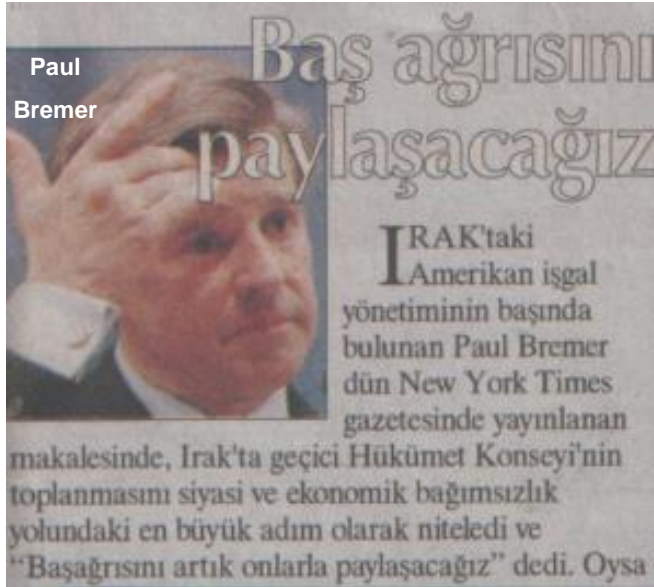 Paul
Bremer
Baş ağrısını
paylaşacağız
IRAK'taki
Amerikan işgal
yönetiminin başında
bulunan Paul Bremer
dün New York Times
gazetesinde yayınlanan
makalesinde, Irak'ta geçici Hükümet Konseyi'nin
toplanmasını siyasi ve ekonomik bağımsızlık
yolundaki en büyük adım olarak niteledi ve
“Başağrısını artık onlarla paylaşacağız” dedi. Oysa